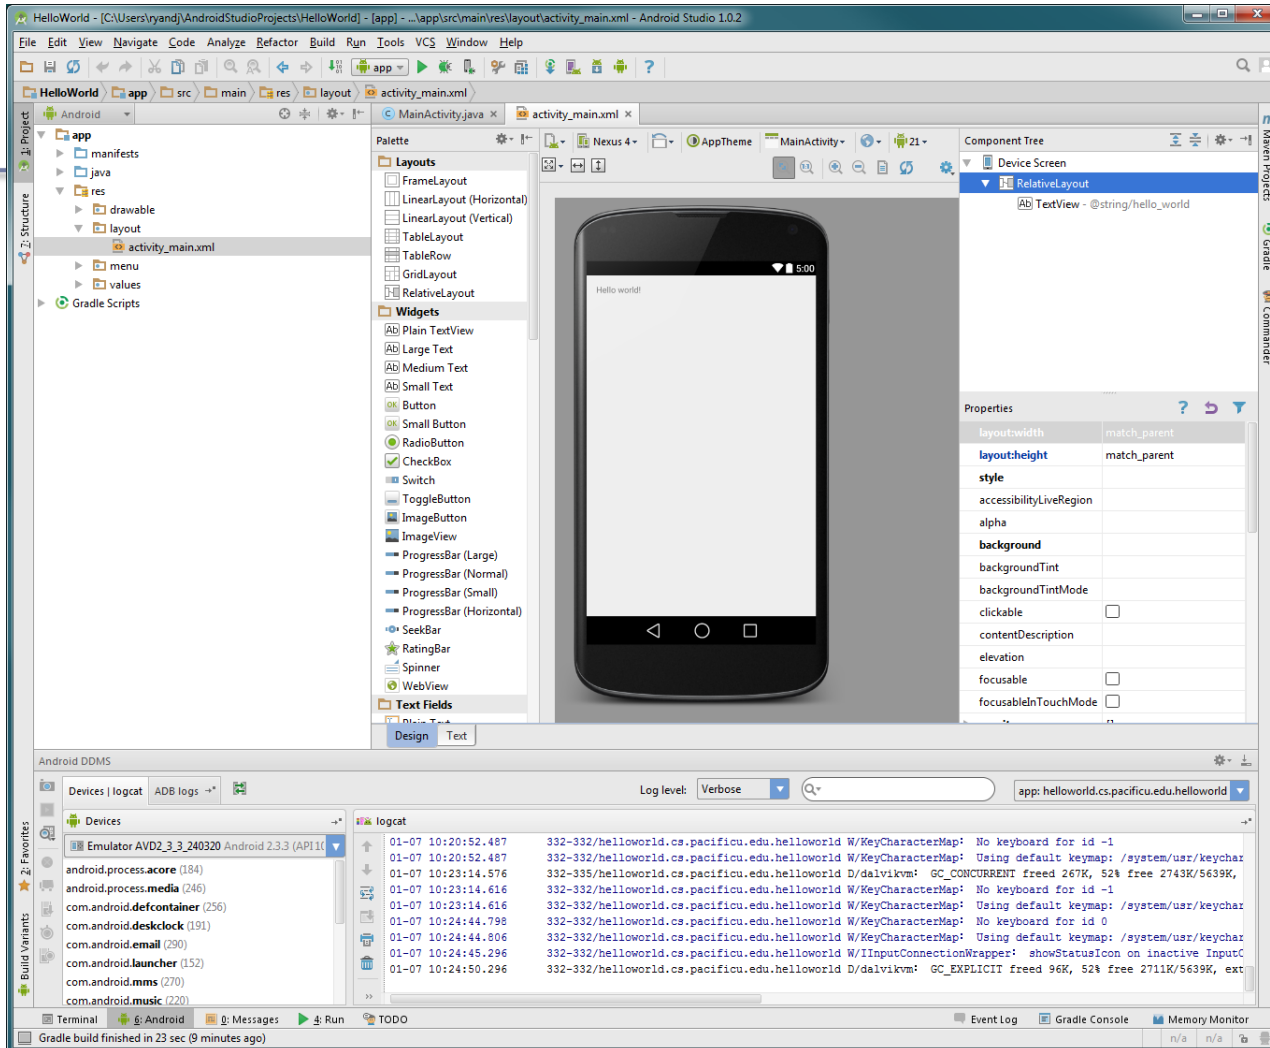 HelloWorld - [C:\Users\ryandj\AndroidStudioProjects\HelloWorld] - [app] - ...\app\src\main\res\layout\activity_main.xml - Android Studio 1.0.2
File Edit View Navigate Code Analyze Refactor Build Run Tools VCS Window Help
app
HelloWorld app src main res layout activity_main.xml
1: Project
7: Structure
2: Favorites
Build Variants
Android
app
manifests
java
res
drawable
layout
activity_main.xml
menu
values
Gradle Scripts
MainActivity.java activity_main.xml
Palette
Layouts
FrameLayout
LinearLayout (Horizontal)
LinearLayout (Vertical)
TableLayout
TableRow
GridLayout
RelativeLayout
Widgets
Plain TextView
Large Text
Medium Text
Small Text
Button
Small Button
RadioButton
CheckBox
Switch
ToggleButton
ImageButton
ImageView
ProgressBar (Large)
ProgressBar (Normal)
ProgressBar (Small)
ProgressBar (Horizontal)
SeekBar
RatingBar
Spinner
WebView
Text Fields
Plain Text
Design Text
Nexus 4 AppTheme MainActivity 21
5:00
Hello world!
Component Tree
Device Screen
RelativeLayout
Ab TextView - @string/hello_world
Properties
layout:width match_parent
layout:height match_parent
style
accessibilityLiveRegion
alpha
background
backgroundTint
backgroundTintMode
clickable
contentDescription
elevation
focusable
focusableInTouchMode
Maven Projects
Gradle
Commander
Android DDMS
Devices | logcat ADB logs
Log level: Verbose
app: helloworld.cs.pacificu.edu.helloworld
Devices
Emulator AVD2_3_3_240320 Android 2.3.3 (API 10
android.process.acore (184)
android.process.media (246)
com.android.defcontainer (256)
com.android.deskclock (191)
com.android.email (290)
com.android.launcher (152)
com.android.mms (270)
com.android.music (220)
logcat
01-07 10:20:52.487 332-332/helloworld.cs.pacificu.edu.helloworld W/KeyCharacterMap: No keyboard for id -1
01-07 10:20:52.487 332-332/helloworld.cs.pacificu.edu.helloworld W/KeyCharacterMap: Using default keymap: /system/usr/keychar
01-07 10:23:14.576 332-335/helloworld.cs.pacificu.edu.helloworld D/dalvikvm: GC_CONCURRENT freed 267K, 52% free 2743K/5639K,
01-07 10:23:14.616 332-332/helloworld.cs.pacificu.edu.helloworld W/KeyCharacterMap: No keyboard for id -1
01-07 10:23:14.616 332-332/helloworld.cs.pacificu.edu.helloworld W/KeyCharacterMap: Using default keymap: /system/usr/keychar
01-07 10:24:44.798 332-332/helloworld.cs.pacificu.edu.helloworld W/KeyCharacterMap: No keyboard for id 0
01-07 10:24:44.806 332-332/helloworld.cs.pacificu.edu.helloworld W/KeyCharacterMap: Using default keymap: /system/usr/keychar
01-07 10:24:45.296 332-332/helloworld.cs.pacificu.edu.helloworld W/IInputConnectionWrapper: showStatusIcon on inactive InputC
01-07 10:24:50.296 332-332/helloworld.cs.pacificu.edu.helloworld D/dalvikvm: GC_EXPLICIT freed 96K, 52% free 2711K/5639K, ext
Terminal 6: Android 0: Messages 4: Run TODO Event Log Gradle Console Memory Monitor
Gradle build finished in 23 sec (9 minutes ago) n/a n/a